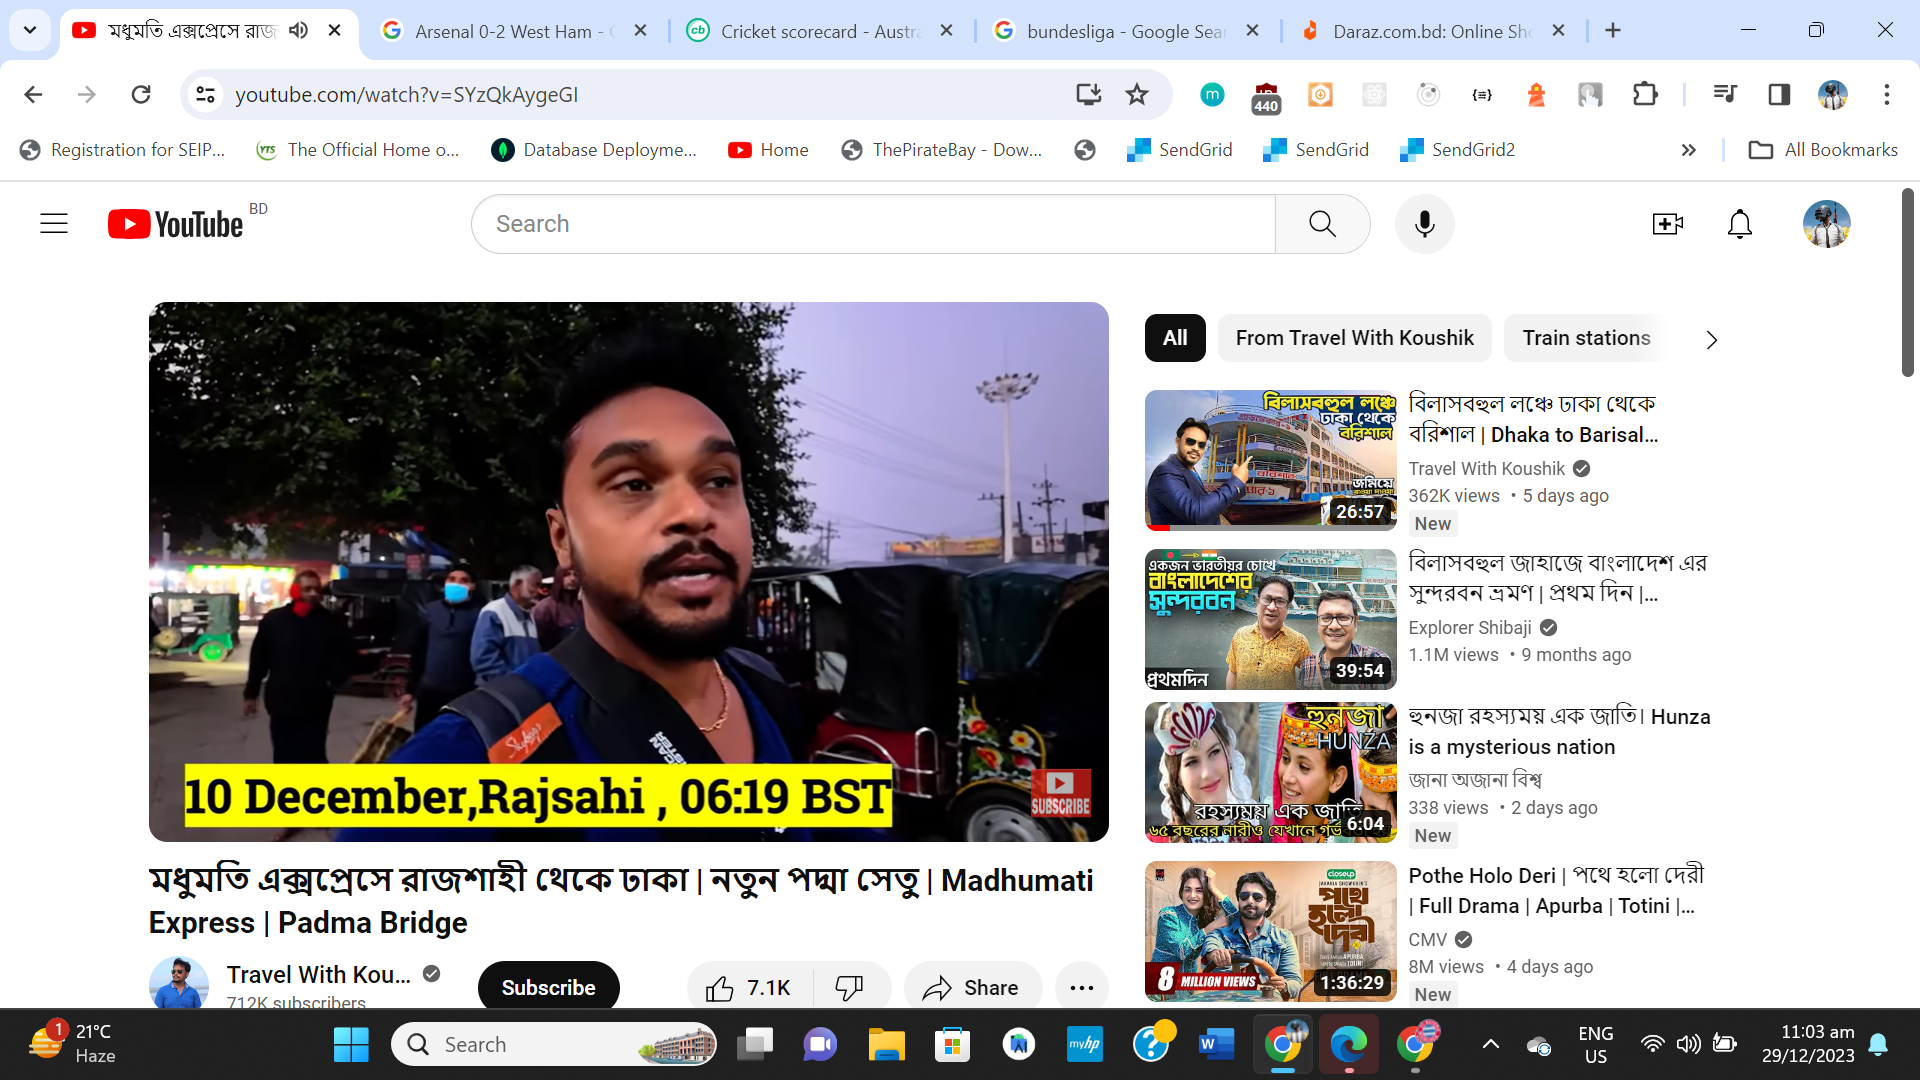 মধুমতি এক্সপ্রেসে রাজ
Arsenal 0-2 West Ham -
Cricket scorecard - Austra
bundesliga - Google Sear
Daraz.com.bd: Online Sho
youtube.com/watch?v=SYzQkAygeGI
440
Registration for SEIP...
The Official Home o...
Database Deployme...
Home
ThePirateBay - Dow...
SendGrid
SendGrid
SendGrid2
All Bookmarks
YouTube BD
Search
10 December,Rajsahi , 06:19 BST
SUBSCRIBE
মধুমতি এক্সপ্রেসে রাজশাহী থেকে ঢাকা | নতুন পদ্মা সেতু | Madhumati
Express | Padma Bridge
Travel With Kou...
712K subscribers
Subscribe
7.1K
Share
All
From Travel With Koushik
Train stations
বিলাসবহুল লঞ্চে
ঢাকা থেকে
বরিশাল
জমিয়ে
26:57
বিলাসবহুল লঞ্চে ঢাকা থেকে
বরিশাল | Dhaka to Barisal...
Travel With Koushik
362K views • 5 days ago
New
একজন ভারতীয়র চোখে
বাংলাদেশের
সুন্দরবন
প্রথমদিন
39:54
বিলাসবহুল জাহাজে বাংলাদেশ এর
সুন্দরবন ভ্রমণ | প্রথম দিন |...
Explorer Shibaji
1.1M views • 9 months ago
হুনজা
HUNZA
রহস্যময় এক জাতি
৬৫ বছরের নারীও যেখানে গর্ভ
6:04
হুনজা রহস্যময় এক জাতি। Hunza
is a mysterious nation
জানা অজানা বিশ্ব
338 views • 2 days ago
New
closeup
পথে
হলো
দেরী
8 MILLION VIEWS
1:36:29
Pothe Holo Deri | পথে হলো দেরী
| Full Drama | Apurba | Totini |...
CMV
8M views • 4 days ago
New
1
21°C
Haze
Search
myhp
ENG
US
11:03 am
29/12/2023